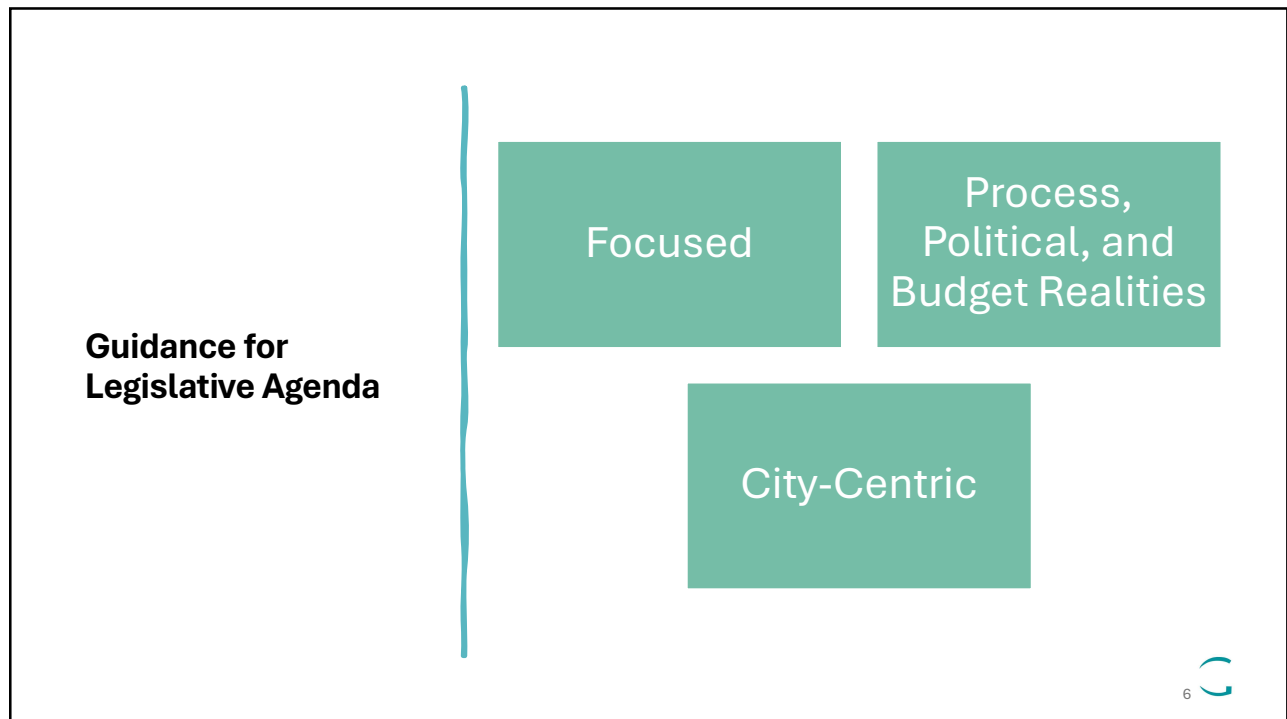 Guidance for
Legislative Agenda
Focused
Process,
Political, and
Budget Realities
City-Centric
6
G